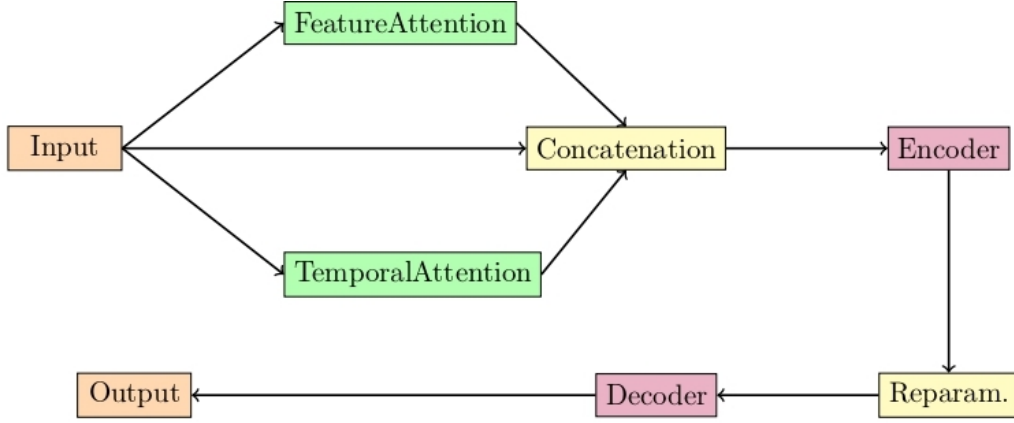 FeatureAttention
Input
Concatenation
Encoder
TemporalAttention
Output
Decoder
Reparam.